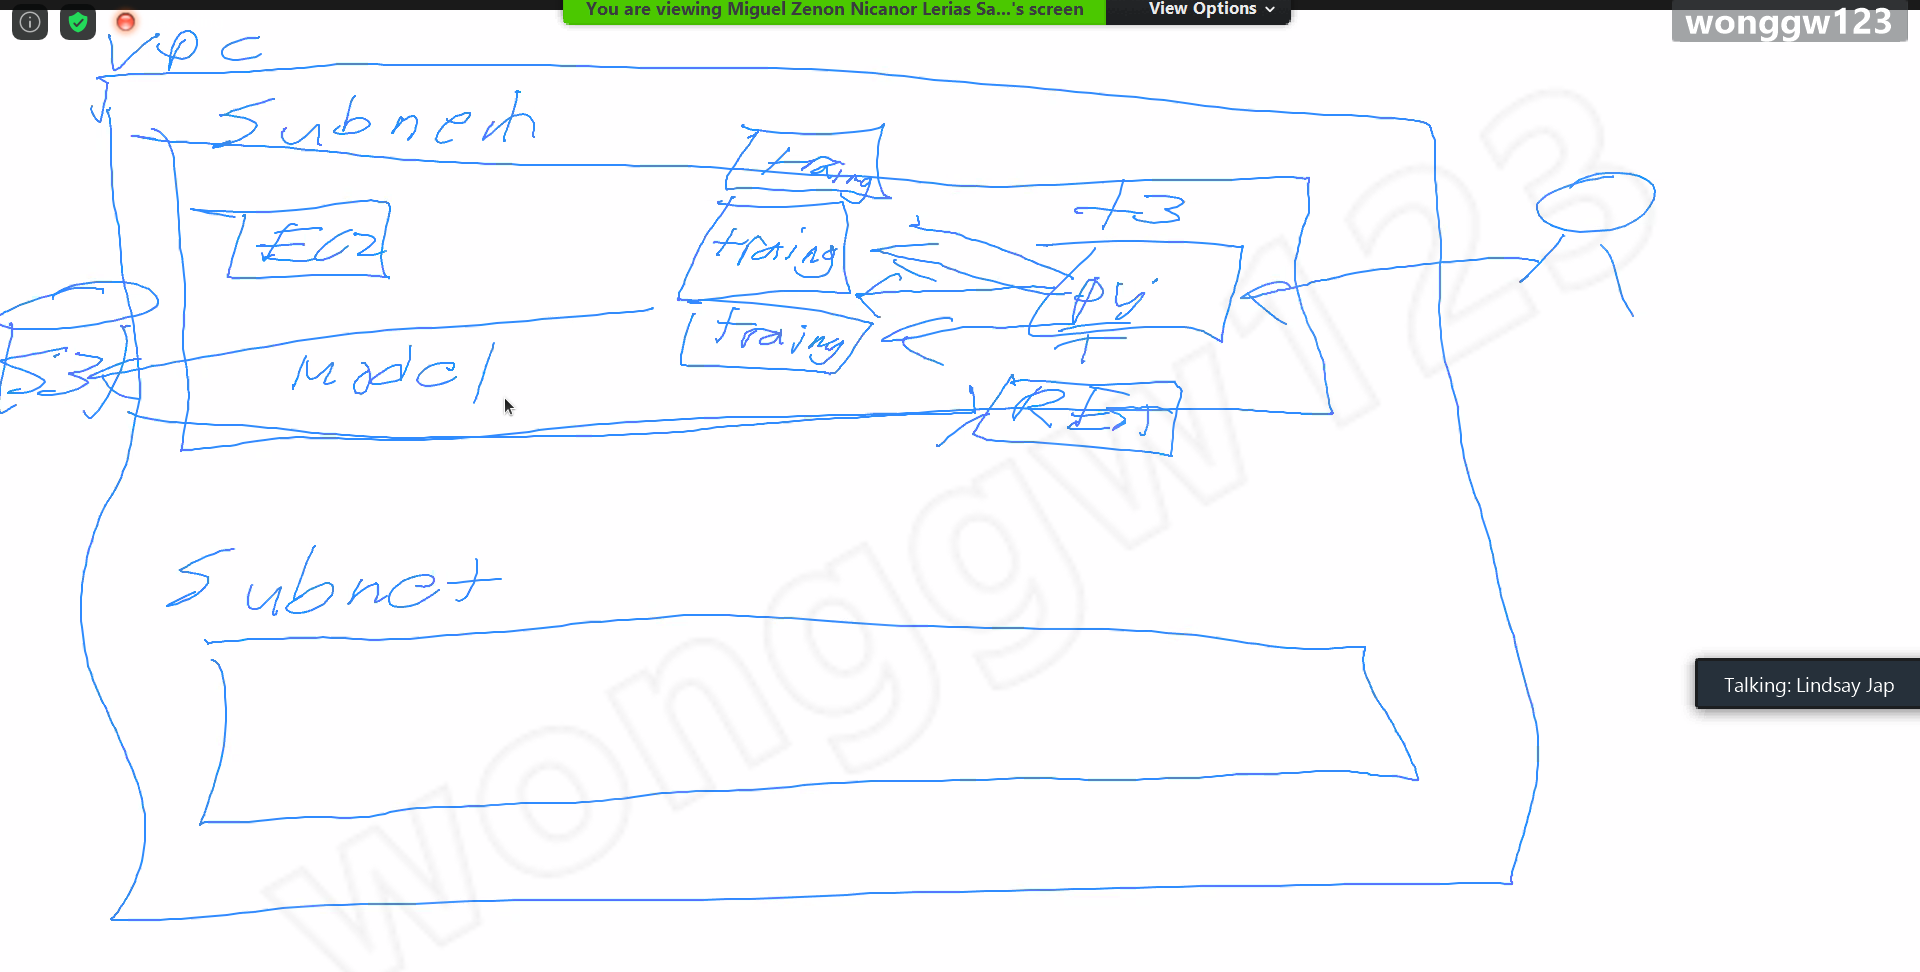 You are viewing Miguel Zenon Nicanor Lerias Sa...'s screen
View Options
wonggw123
VPC
Subnet
traing
EC2
traing
t3
py
traing
S3
Model
REST
Subnet
wonggw123
Talking: Lindsay Jap